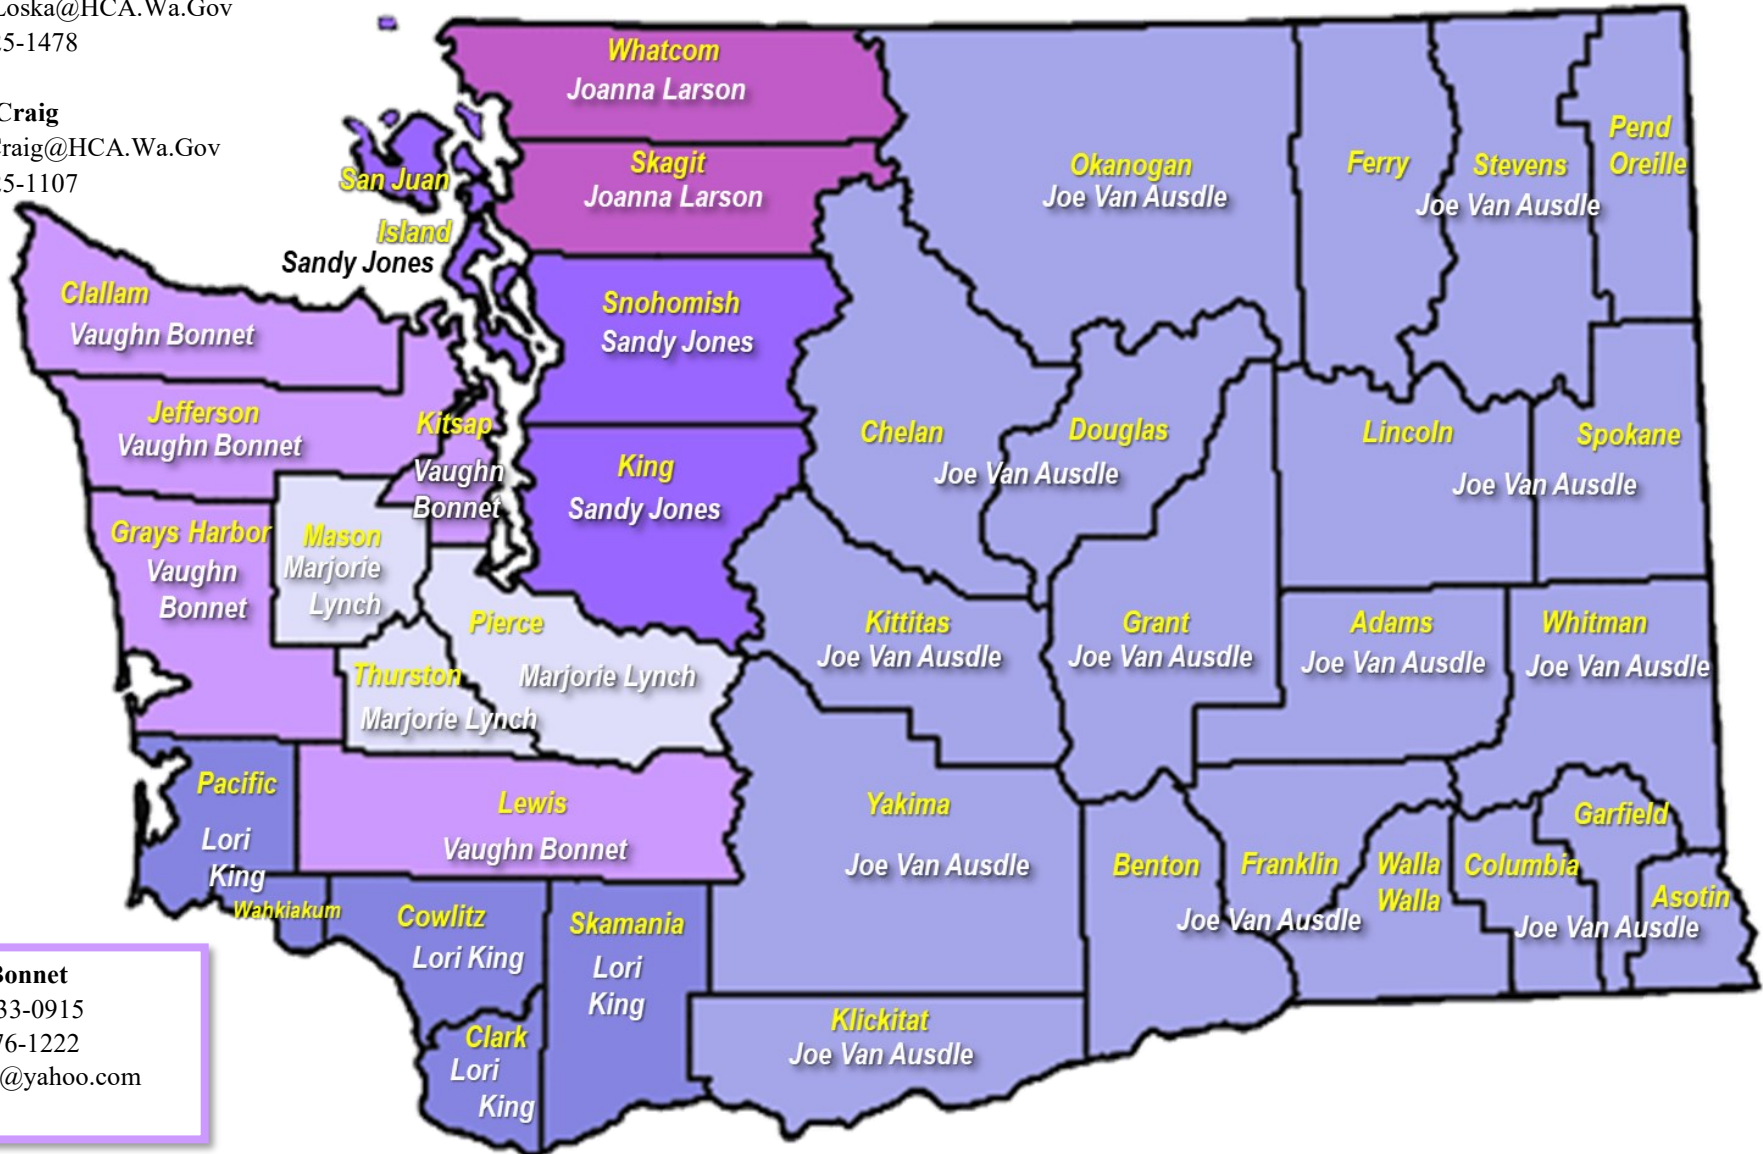 Loska@HCA.Wa.Gov
5-1478
Craig
raig@HCA.Wa.Gov
5-1107
Whatcom
Joanna Larson
Skagit
Joanna Larson
San Juan
Island
Sandy Jones
Snohomish
Sandy Jones
King
Sandy Jones
Clallam
Vaughn Bonnet
Jefferson
Vaughn Bonnet
Kitsap
Vaughn
Bonnet
Grays Harbor
Vaughn
Bonnet
Mason
Marjorie
Lynch
Pierce
Marjorie Lynch
Thurston
Marjorie Lynch
Pacific
Lori
King
Wahkiakum
Lewis
Vaughn Bonnet
Cowlitz
Lori King
Clark
Lori
King
Skamania
Lori
King
Okanogan
Joe Van Ausdle
Ferry
Stevens
Pend
Oreille
Joe Van Ausdle
Chelan
Douglas
Joe Van Ausdle
Lincoln
Spokane
Joe Van Ausdle
Kittitas
Joe Van Ausdle
Grant
Joe Van Ausdle
Adams
Joe Van Ausdle
Whitman
Joe Van Ausdle
Yakima
Joe Van Ausdle
Klickitat
Joe Van Ausdle
Benton
Franklin
Walla
Walla
Joe Van Ausdle
Columbia
Garfield
Asotin
Joe Van Ausdle
Bonnet
33-0915
76-1222
@yahoo.com